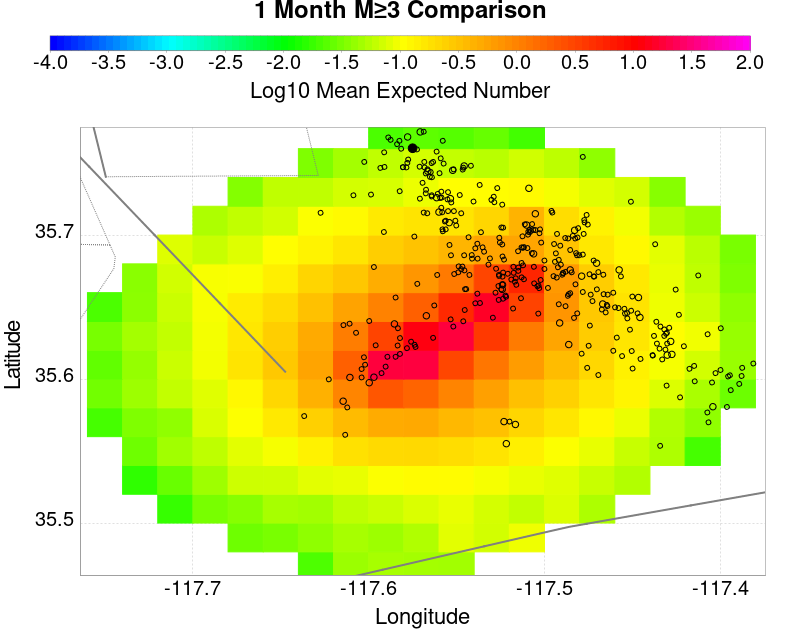 1 Month M≥3 Comparison
-4.0 -3.5 -3.0 -2.5 -2.0 -1.5 -1.0 -0.5 0.0 0.5 1.0 1.5 2.0
Log10 Mean Expected Number
35.7
35.6
35.5
Latitude
-117.7 -117.6 -117.5 -117.4
Longitude